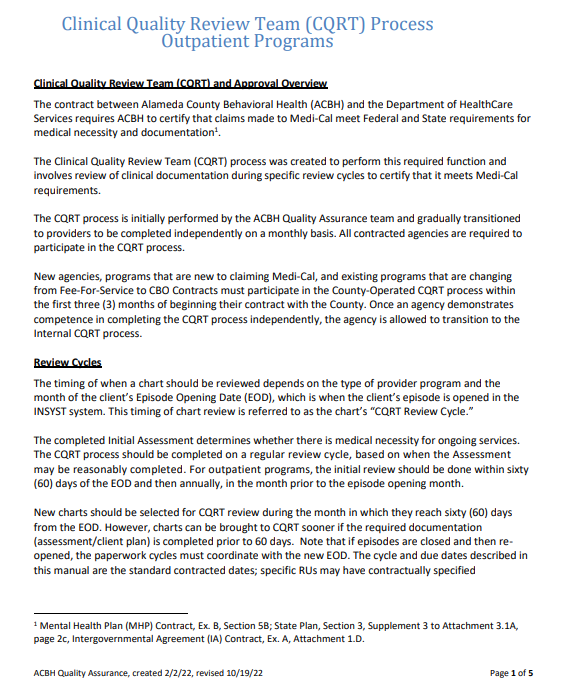 Clinical Quality Review Team (CQRT) Process
Outpatient Programs
Clinical Quality Review Team (CQRT) and Approval Overview
The contract between Alameda County Behavioral Health (ACBH) and the Department of HealthCare
Services requires ACBH to certify that claims made to Medi-Cal meet Federal and State requirements for
medical necessity and documentation¹.
The Clinical Quality Review Team (CQRT) process was created to perform this required function and
involves review of clinical documentation during specific review cycles to certify that it meets Medi-Cal
requirements.
The CQRT process is initially performed by the ACBH Quality Assurance team and gradually transitioned
to providers to be completed independently on a monthly basis. All contracted agencies are required to
participate in the CQRT process.
New agencies, programs that are new to claiming Medi-Cal, and existing programs that are changing
from Fee-For-Service to CBO Contracts must participate in the County-Operated CQRT process within
the first three (3) months of beginning their contract with the County. Once an agency demonstrates
competence in completing the CQRT process independently, the agency is allowed to transition to the
Internal CQRT process.
Review Cycles
The timing of when a chart should be reviewed depends on the type of provider program and the
month of the client's Episode Opening Date (EOD), which is when the client's episode is opened in the
INSYST system. This timing of chart review is referred to as the chart's "CQRT Review Cycle."
The completed Initial Assessment determines whether there is medical necessity for ongoing services.
The CQRT process should be completed on a regular review cycle, based on when the Assessment
may be reasonably completed. For outpatient programs, the initial review should be done within sixty
(60) days of the EOD and then annually, in the month prior to the episode opening month.
New charts should be selected for CQRT review during the month in which they reach sixty (60) days
from the EOD. However, charts can be brought to CQRT sooner if the required documentation
(assessment/client plan) is completed prior to 60 days. Note that if episodes are closed and then re-
opened, the paperwork cycles must coordinate with the new EOD. The cycle and due dates described in
this manual are the standard contracted dates; specific RUs may have contractually specified
¹ Mental Health Plan (MHP) Contract, Ex. B, Section 5B; State Plan, Section 3, Supplement 3 to Attachment 3.1A,
page 2c, Intergovernmental Agreement (IA) Contract, Ex. A, Attachment 1.D.
ACBH Quality Assurance, created 2/2/22, revised 10/19/22 Page 1 of 5